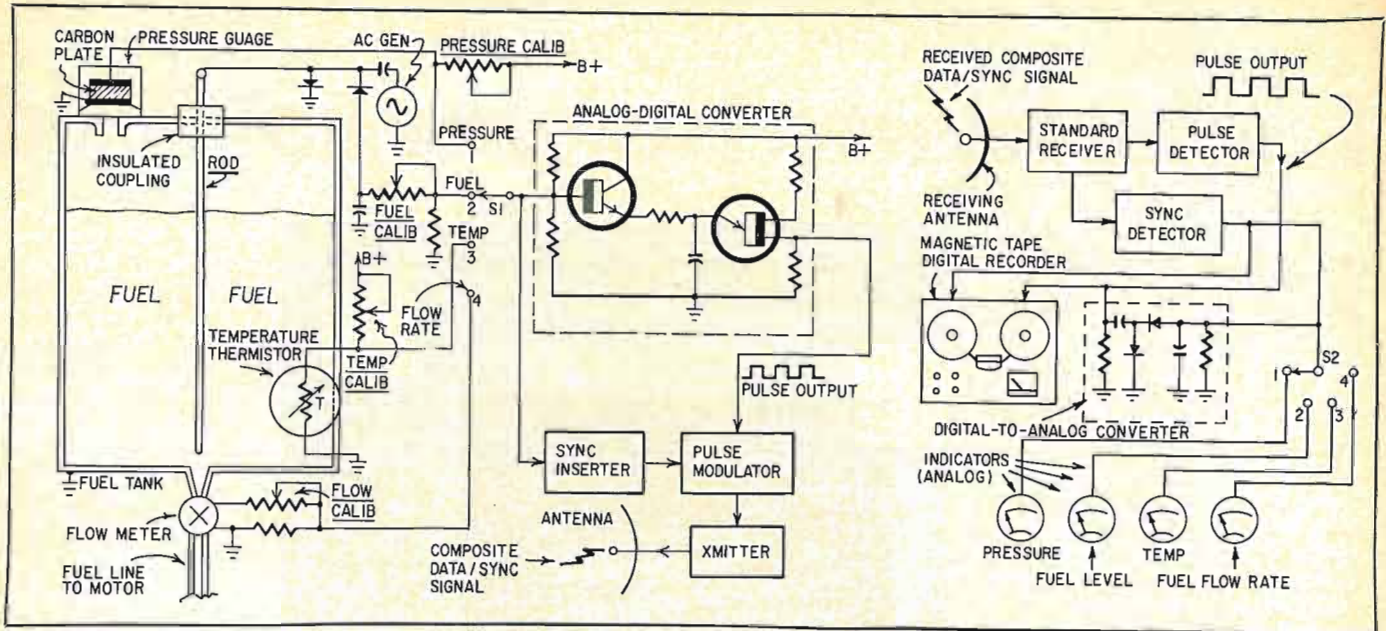 CARBON
PLATE
PRESSURE GUAGE
AC GEN
PRESSURE CALIB
B+
ANALOG-DIGITAL CONVERTER
B+
PRESSURE
1
INSULATED
COUPLING
ROD
FUEL
2
S1
FUEL
CALIB
TEMP
3
B+
4
FLOW
RATE
FUEL
FUEL
TEMPERATURE
THERMISTOR
T
TEMP
CALIB
FUEL TANK
FLOW METER
FLOW
CALIB
FUEL LINE
TO MOTOR
PULSE OUTPUT
SYNC
INSERTER
PULSE
MODULATOR
ANTENNA
XMITTER
COMPOSITE
DATA/SYNC
SIGNAL
RECEIVED COMPOSITE
DATA/SYNC SIGNAL
PULSE OUTPUT
STANDARD
RECEIVER
PULSE
DETECTOR
RECEIVING
ANTENNA
SYNC
DETECTOR
MAGNETIC TAPE
DIGITAL RECORDER
S2
1
4
2
3
DIGITAL-TO-ANALOG CONVERTER
INDICATORS
(ANALOG)
PRESSURE
FUEL LEVEL
TEMP
FUEL FLOW RATE